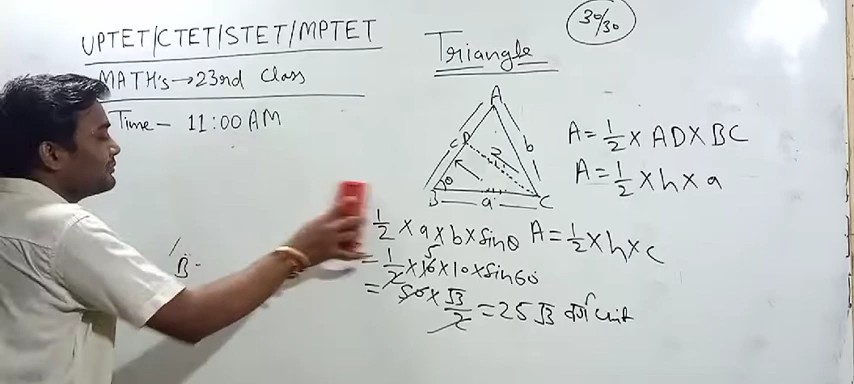 UPTET/CTET/STET/MPTET
MATH's → 23rd Class
Time - 11:00 AM
30/30
Triangle
A
c
b
θ
B
a
C
A = 1/2 × AD × BC
A = 1/2 × h × a
1/2 × a × b × sinθ
A = 1/2 × h × c
= 1/2 × 10 × 10 × sin60
5
= 50 × √3/2 = 25√3 वर्ग unit
B-